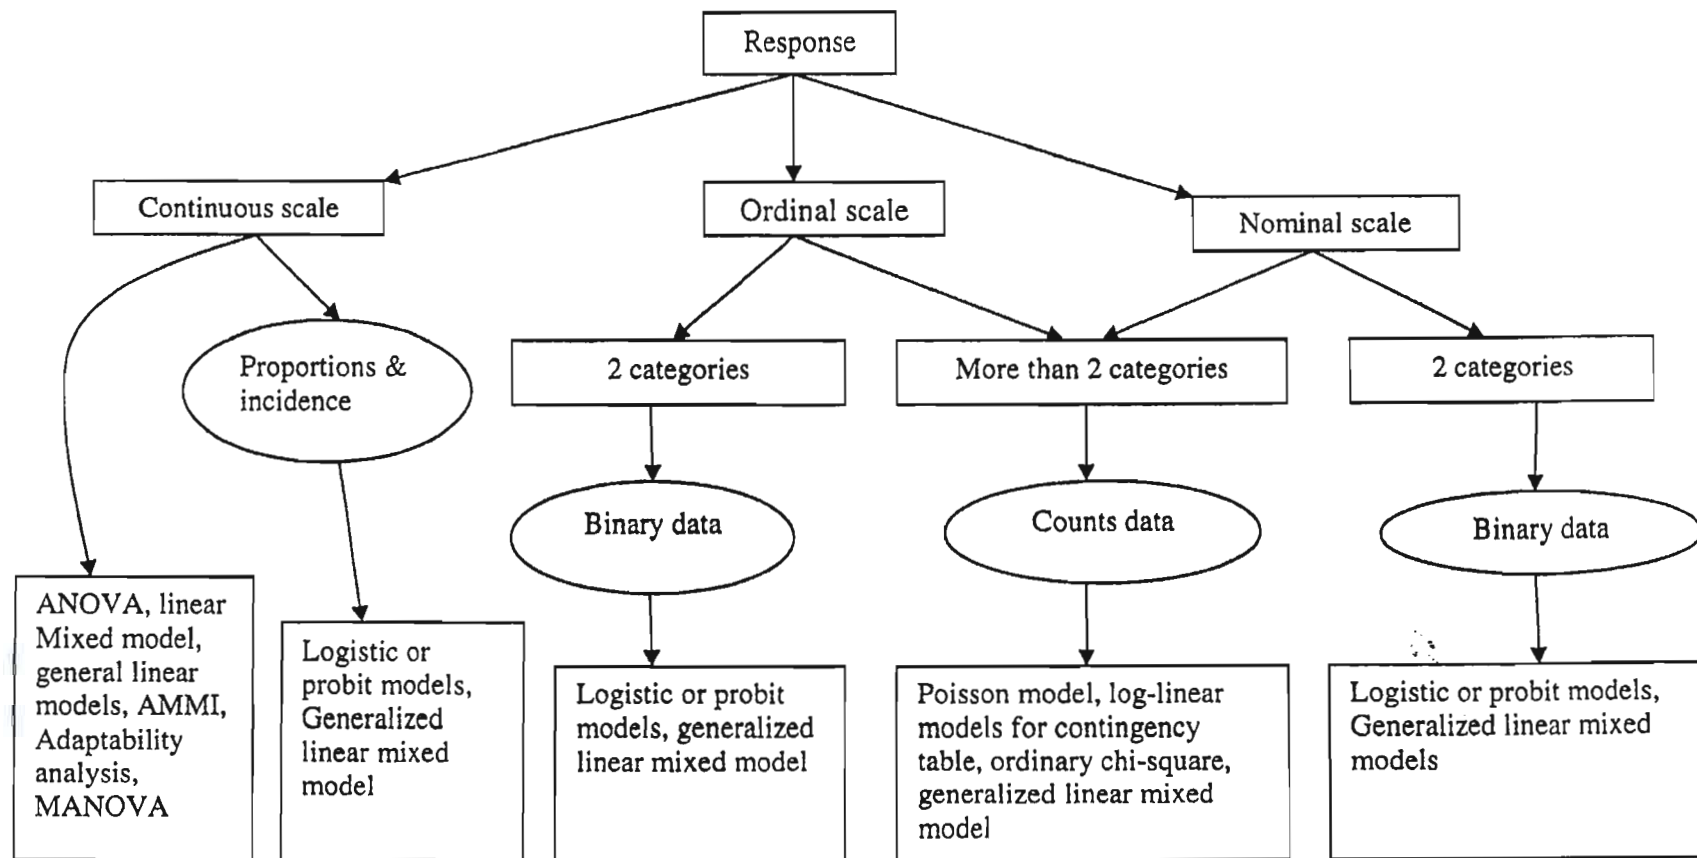 Response
Continuous scale
Ordinal scale
Nominal scale
Proportions &
incidence
2 categories
More than 2 categories
2 categories
Binary data
Counts data
Binary data
ANOVA, linear
Mixed model,
general linear
models, AMMI,
Adaptability
analysis,
MANOVA
Logistic or
probit models,
Generalized
linear mixed
model
Logistic or probit
models, generalized
linear mixed model
Poisson model, log-linear
models for contingency
table, ordinary chi-square,
generalized linear mixed
model
Logistic or probit models,
Generalized linear mixed
models